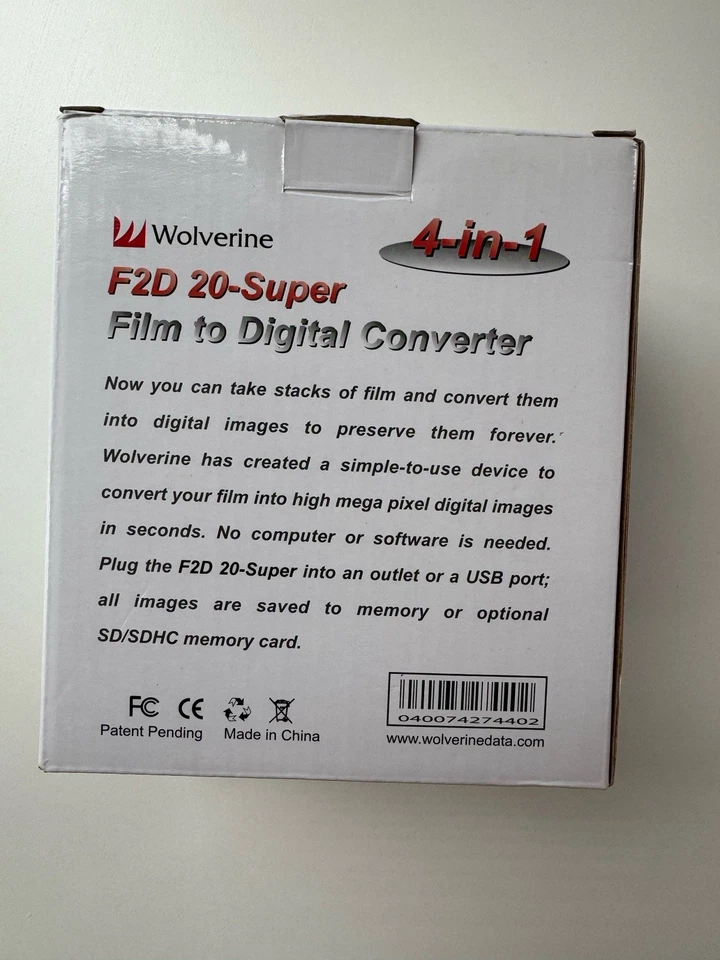 Wolverine
4-in-1
F2D 20-Super
Film to Digital Converter
Now you can take stacks of film and convert them
into digital images to preserve them forever.
Wolverine has created a simple-to-use device to
convert your film into high mega pixel digital images
in seconds. No computer or software is needed.
Plug the F2D 20-Super into an outlet or a USB port;
all images are saved to memory or optional
SD/SDHC memory card.
FC CE
040074274402
Patent Pending Made in China
www.wolverinedata.com